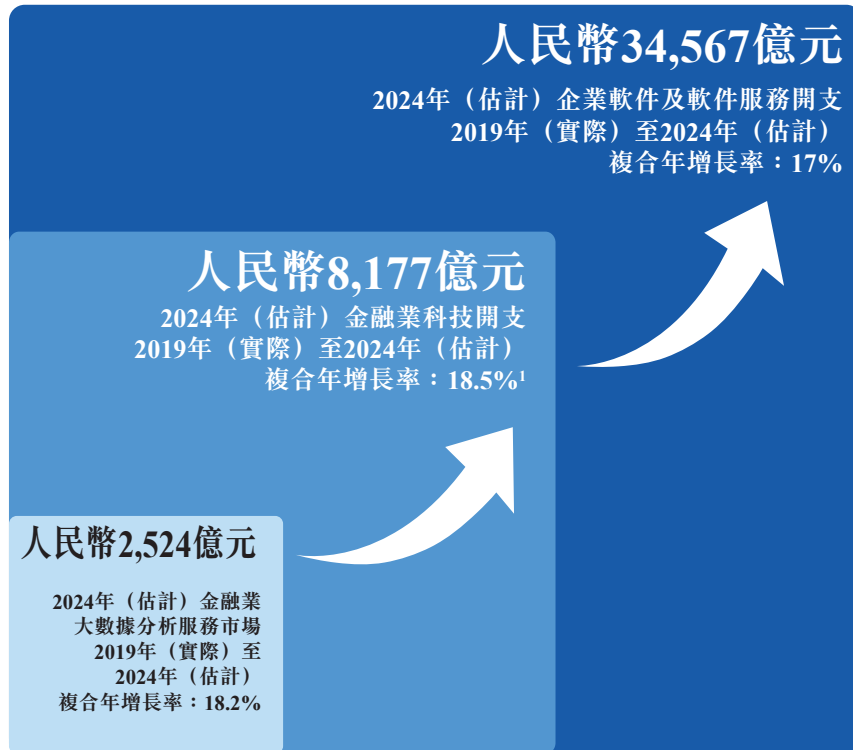 人民幣34,567億元
2024年（估計）企業軟件及軟件服務開支
2019年（實際）至2024年（估計）
複合年增長率：17%
人民幣8,177億元
2024年（估計）金融業科技開支
2019年（實際）至2024年（估計）
複合年增長率：18.5%¹
人民幣2,524億元
2024年（估計）金融業
大數據分析服務市場
2019年（實際）至
2024年（估計）
複合年增長率：18.2%